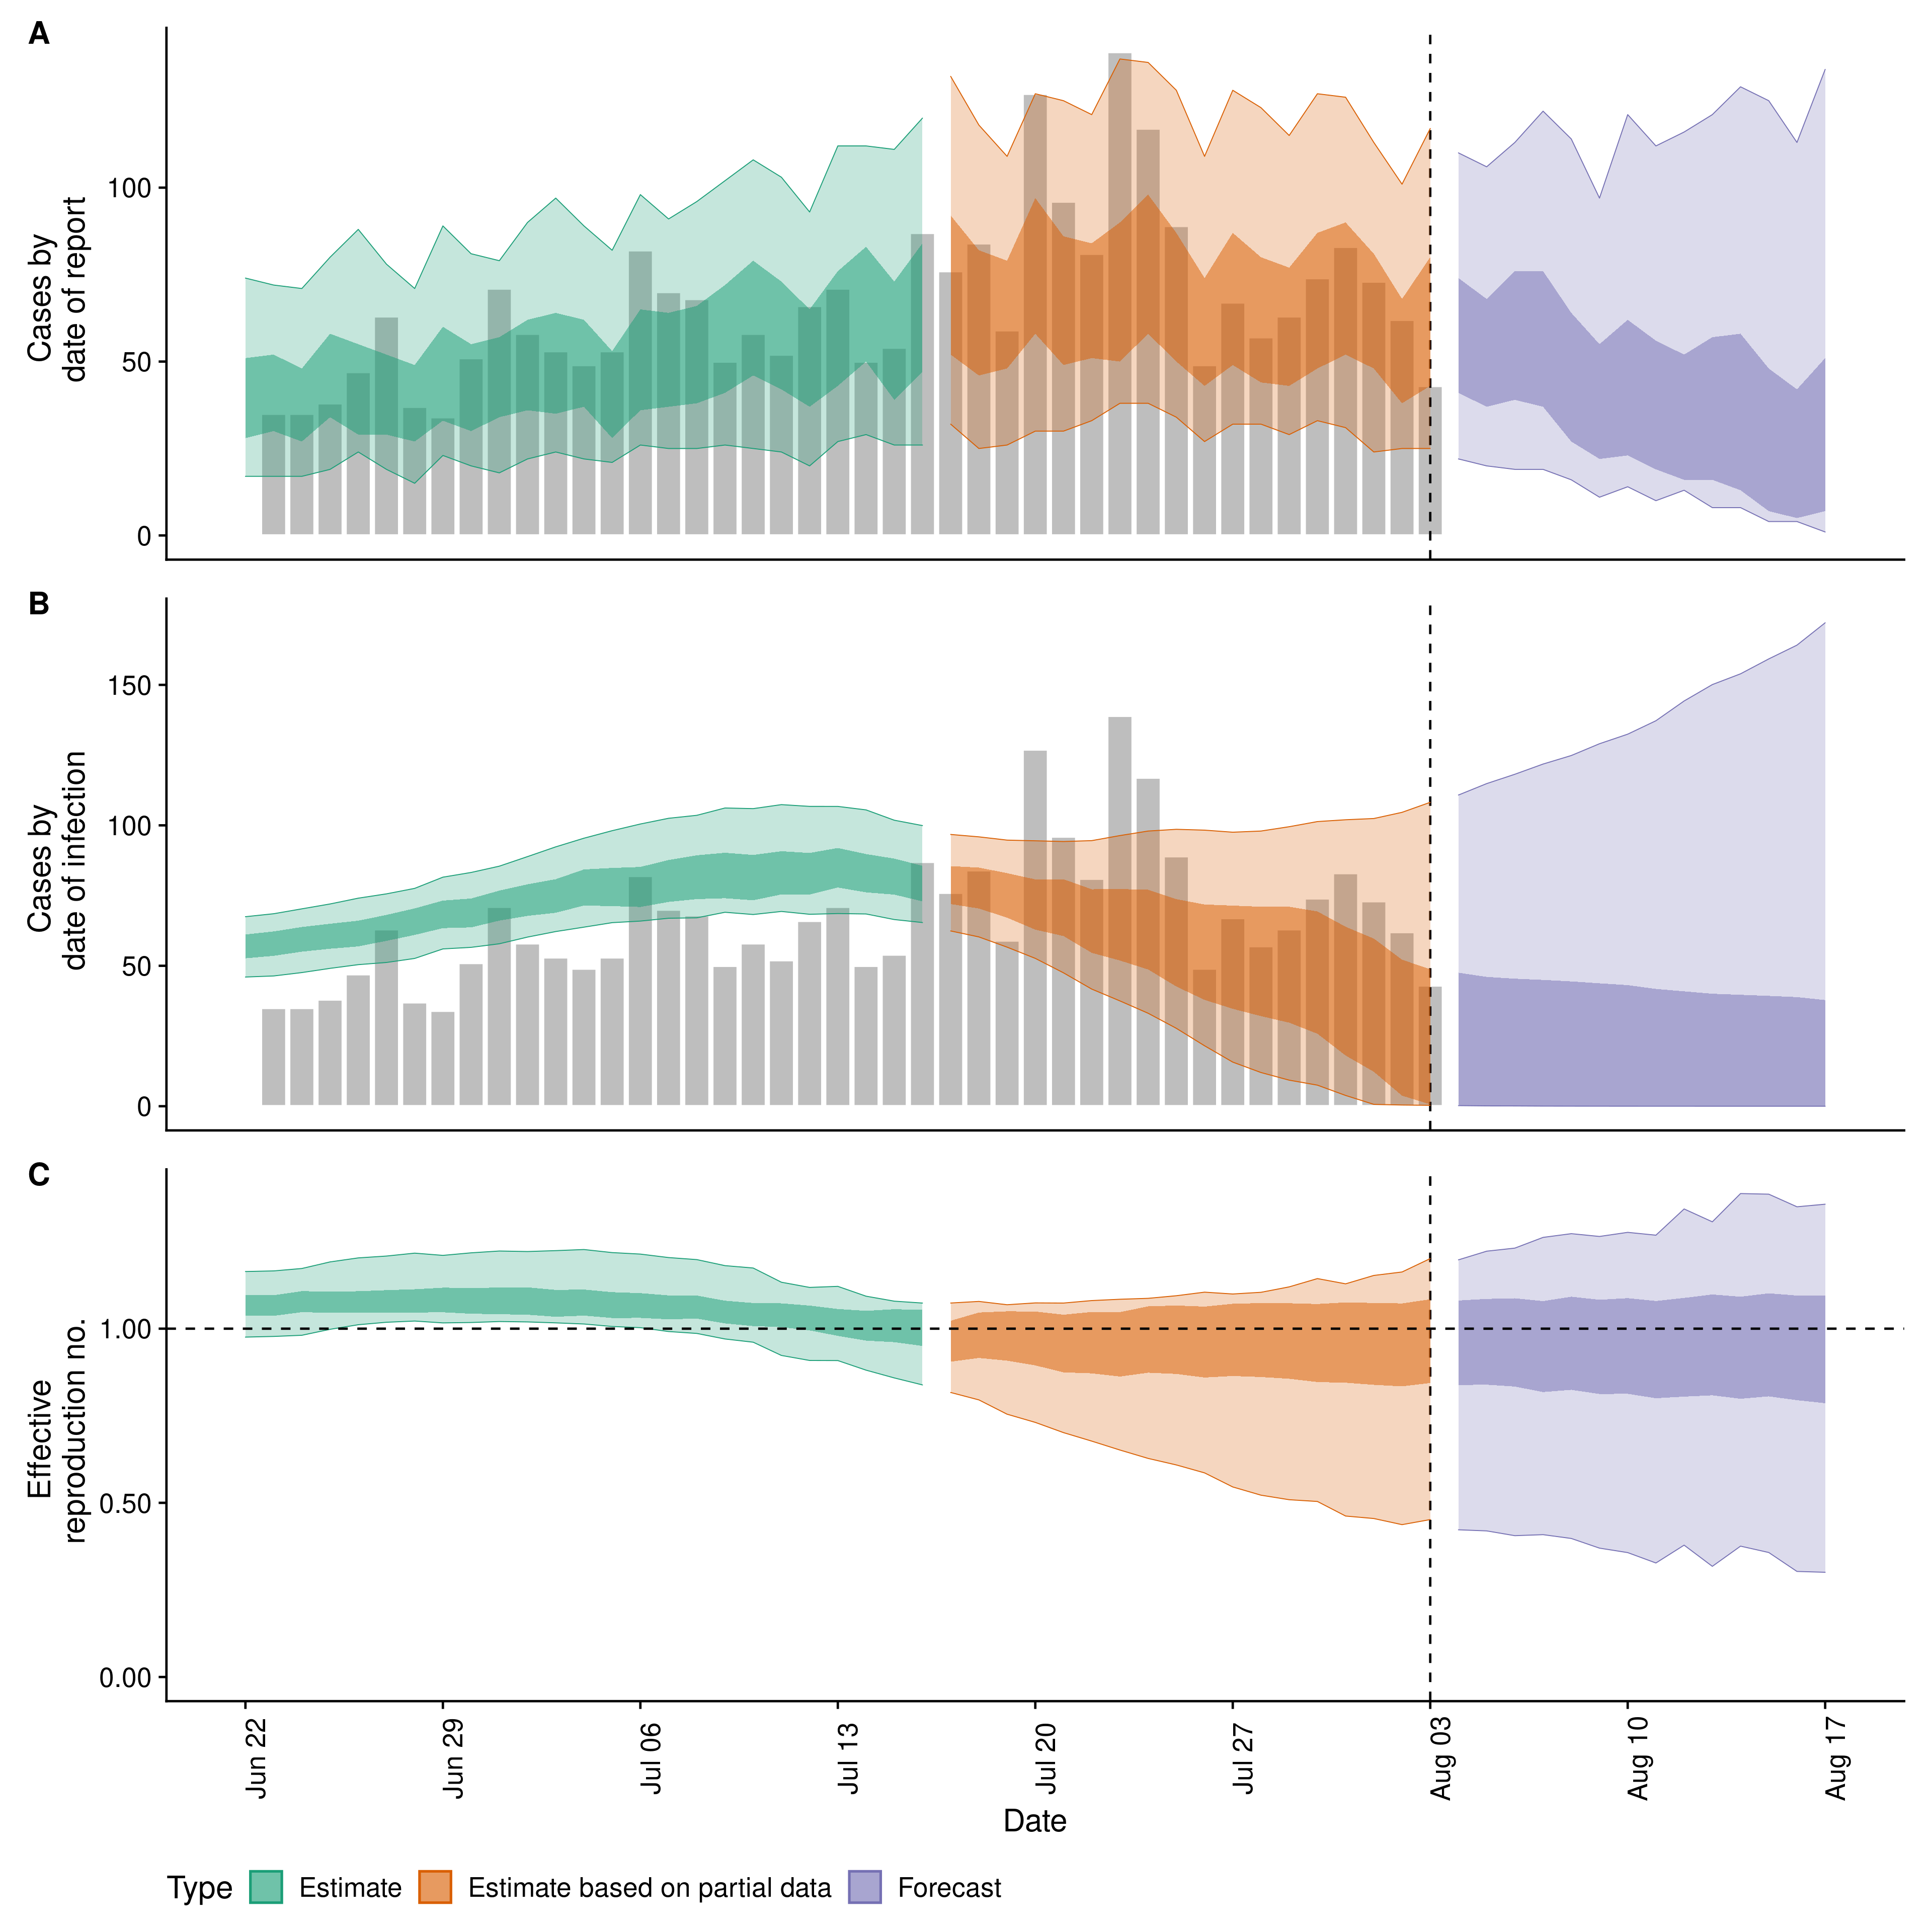 A
Cases by
date of report
100
50
0
B
Cases by
date of infection
150
100
50
0
C
Effective
reproduction no.
1.00
0.50
0.00
Jun 22
Jun 29
Jul 06
Jul 13
Jul 20
Jul 27
Aug 03
Aug 10
Aug 17
Date
Type
Estimate
Estimate based on partial data
Forecast